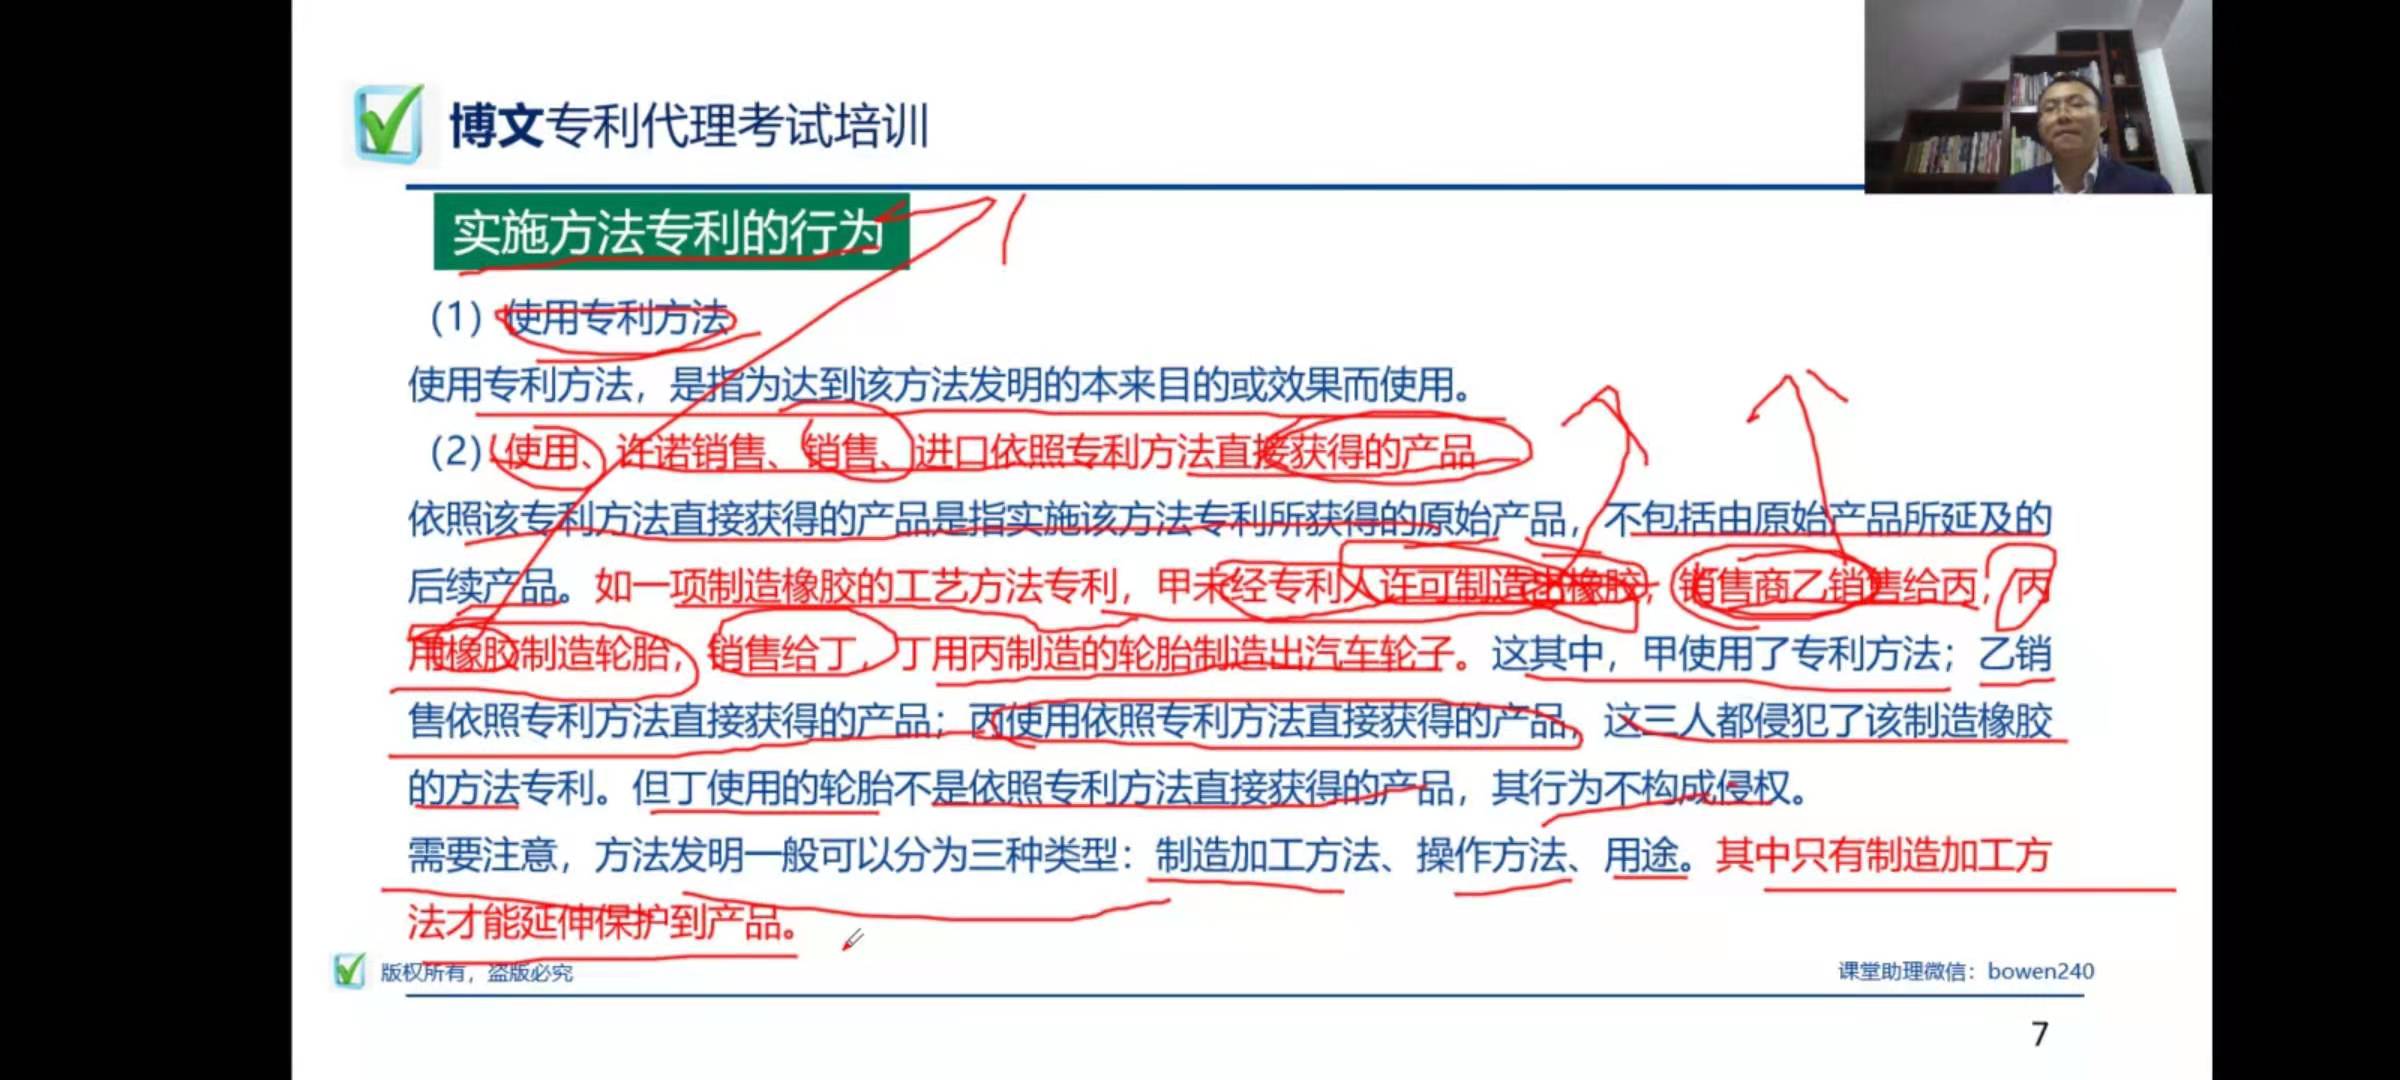 博文专利代理考试培训
实施方法专利的行为
（1）使用专利方法
使用专利方法，是指为达到该方法发明的本来目的或效果而使用。
（2）使用、许诺销售、销售、进口依照专利方法直接获得的产品
依照该专利方法直接获得的产品是指实施该方法专利所获得的原始产品，不包括由原始产品所延及的
后续产品。如一项制造橡胶的工艺方法专利，甲未经专利人许可制造出橡胶，销售商乙销售给丙，丙
用橡胶制造轮胎，销售给丁，丁用丙制造的轮胎制造出汽车轮子。这其中，甲使用了专利方法；乙销
售依照专利方法直接获得的产品；丙使用依照专利方法直接获得的产品，这三人都侵犯了该制造橡胶
的方法专利。但丁使用的轮胎不是依照专利方法直接获得的产品，其行为不构成侵权。
需要注意，方法发明一般可以分为三种类型：制造加工方法、操作方法、用途。其中只有制造加工方
法才能延伸保护到产品。
版权所有，盗版必究
课堂助理微信：bowen240
7